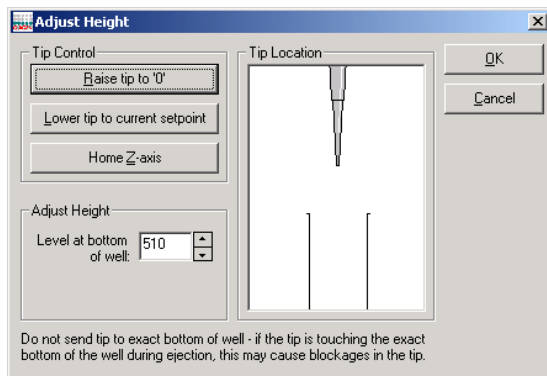 Adjust Height
Tip Control
Raise tip to '0'
Lower tip to current setpoint
Home Z-axis
Tip Location
OK
Cancel
Adjust Height
Level at bottom
of well:
510
Do not send tip to exact bottom of well - if the tip is touching the exact
bottom of the well during ejection, this may cause blockages in the tip.